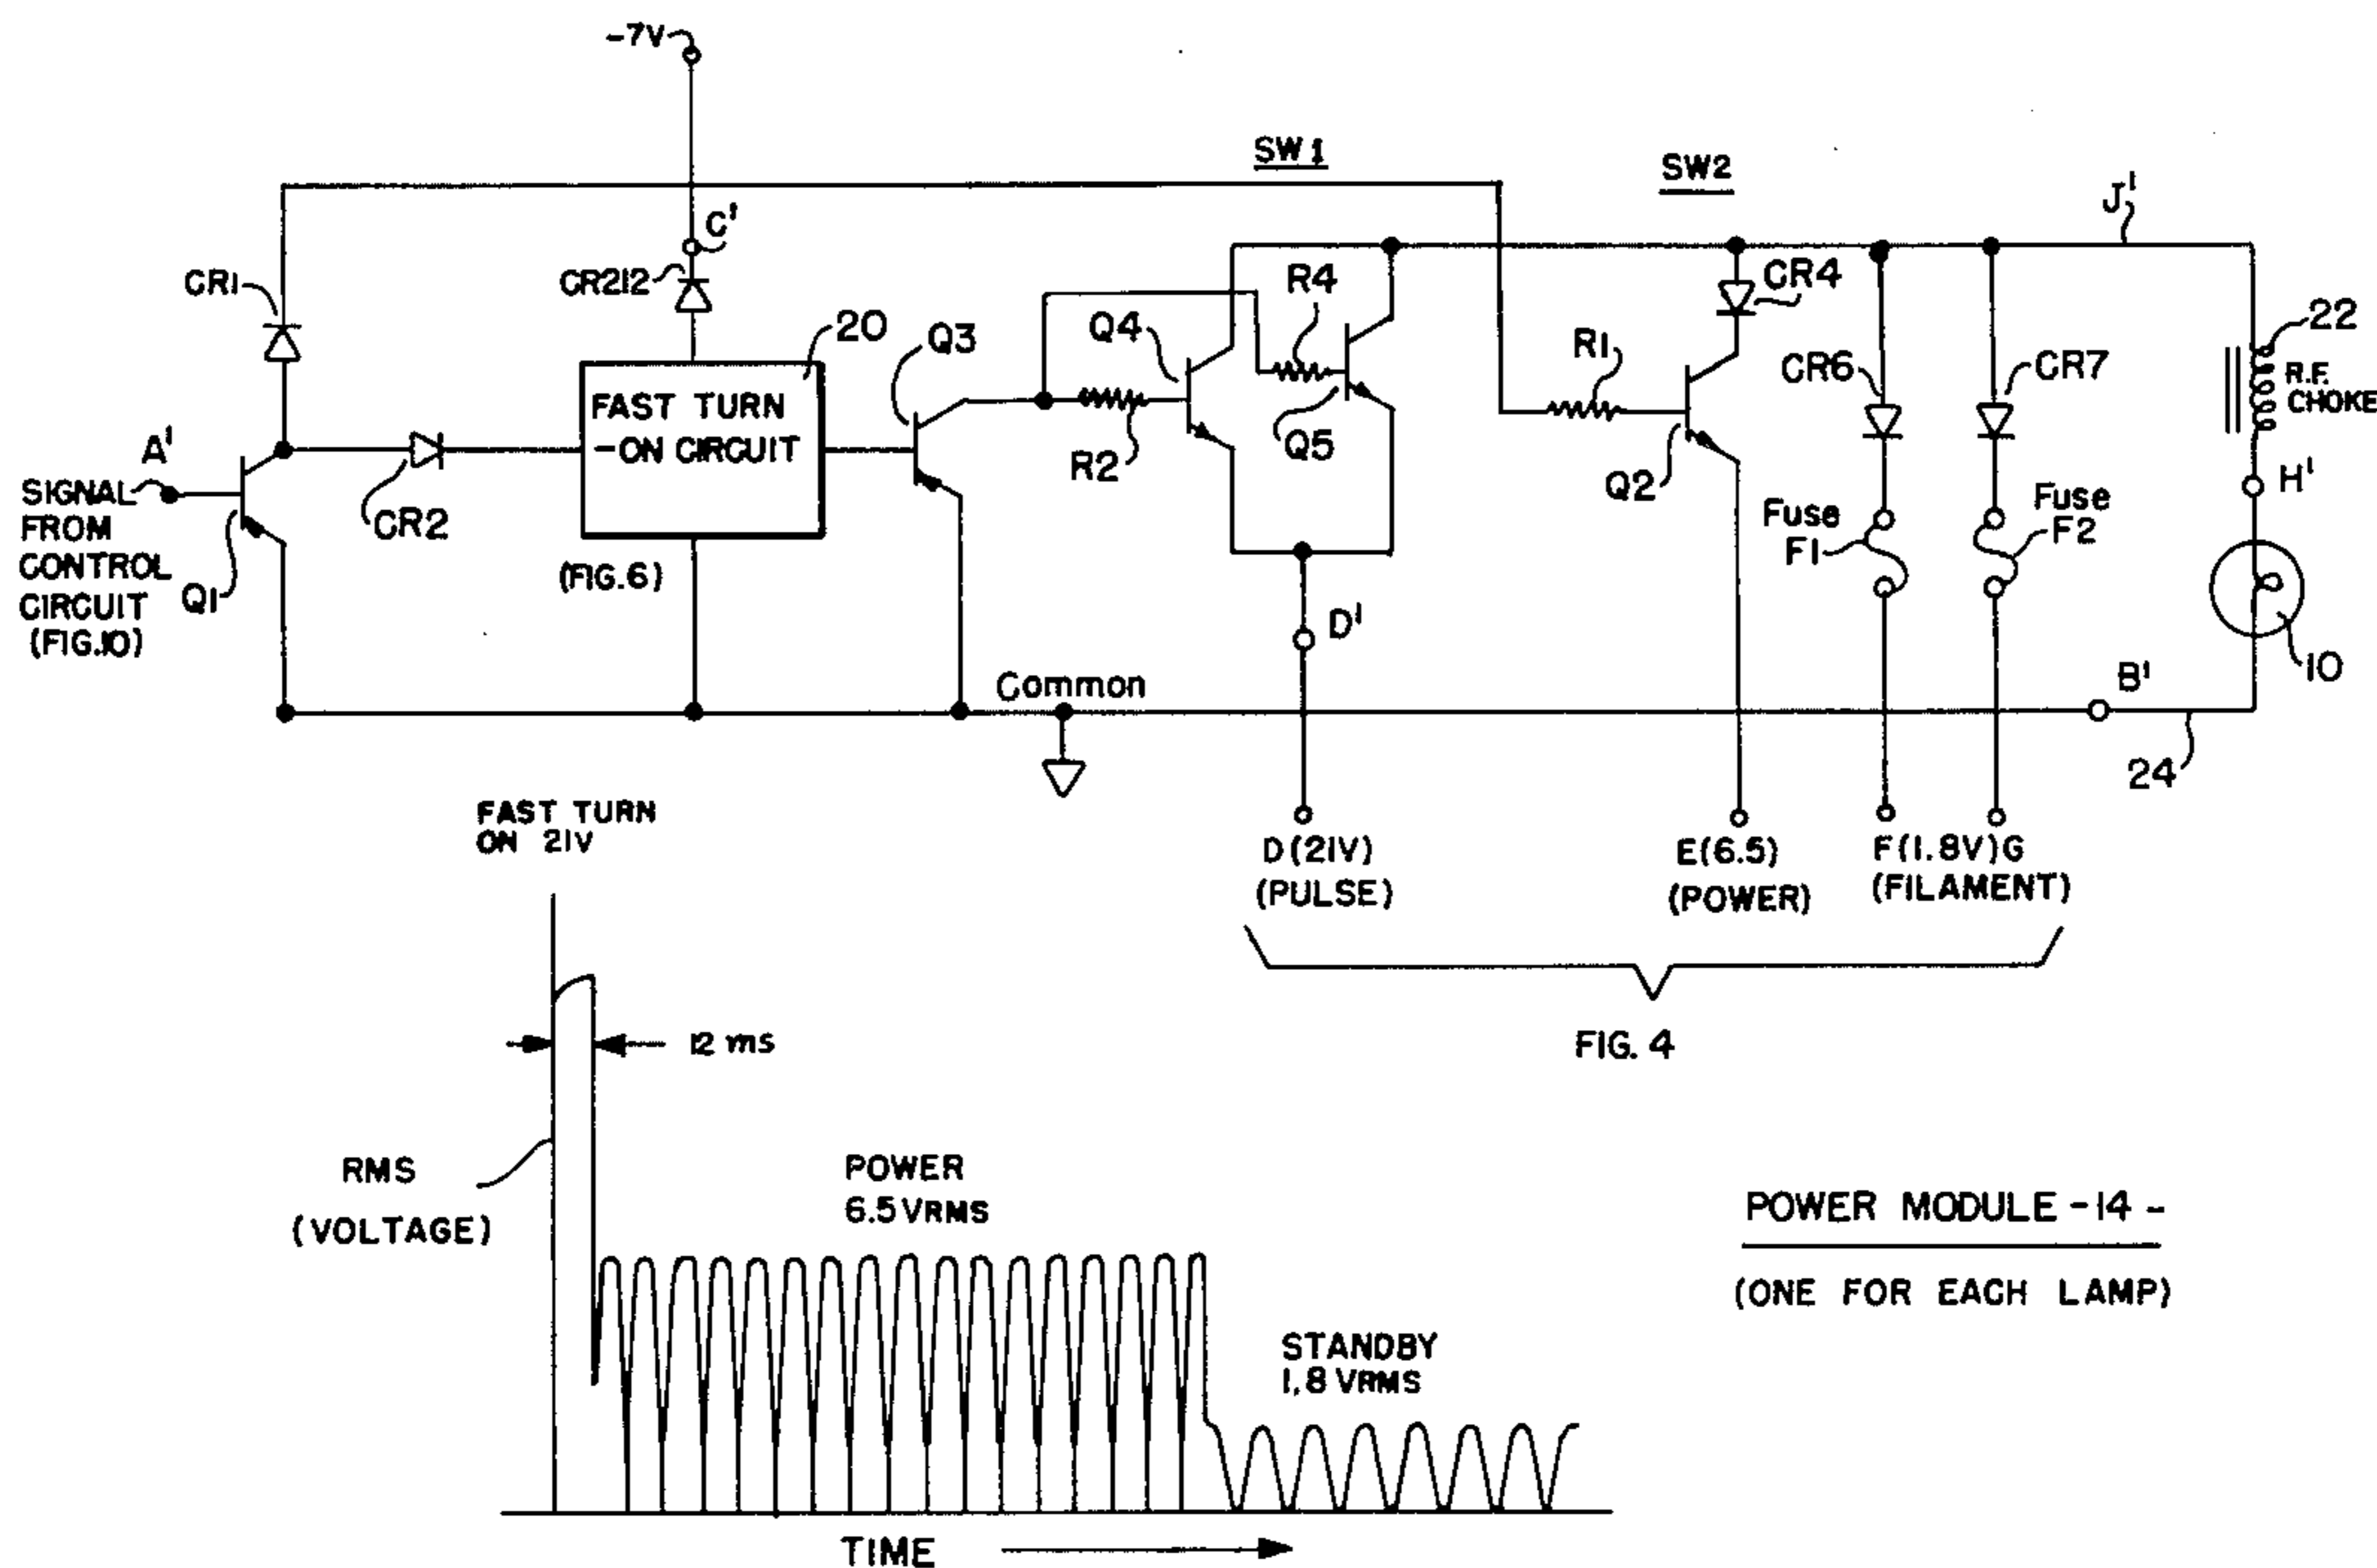 -7V
SW1
SW2
J'
C'
CR1
CR212
20
Q3
Q4
R4
CR4
22
R1
CR6
CR7
R.F.
CHOKE
FAST TURN
-ON CIRCUIT
A'
R2
Q5
Q2
H'
SIGNAL
FROM
CONTROL
CIRCUIT
(FIG.10)
Q1
CR2
Fuse
F1
Fuse
F2
(FIG.6)
D'
10
Common
B'
24
FAST TURN
ON 21V
D(21V)
(PULSE)
E(6.5)
(POWER)
F(1.8V)G
(FILAMENT)
12 ms
FIG. 4
RMS
(VOLTAGE)
POWER
6.5 VRMS
POWER MODULE -14-
(ONE FOR EACH LAMP)
STANDBY
1,8 VRMS
TIME